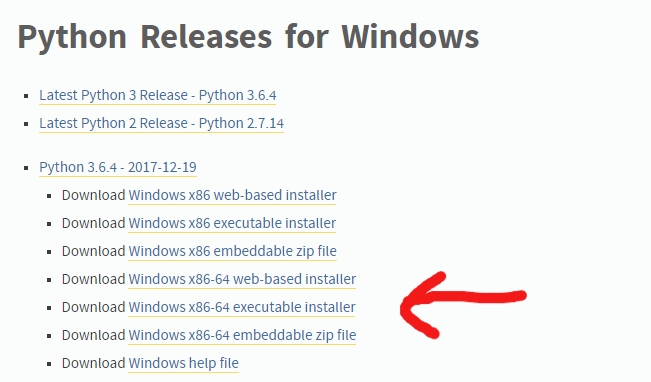 Python Releases for Windows
Latest Python 3 Release - Python 3.6.4
Latest Python 2 Release - Python 2.7.14
Python 3.6.4 - 2017-12-19
Download Windows x86 web-based installer
Download Windows x86 executable installer
Download Windows x86 embeddable zip file
Download Windows x86-64 web-based installer
Download Windows x86-64 executable installer
Download Windows x86-64 embeddable zip file
Download Windows help file